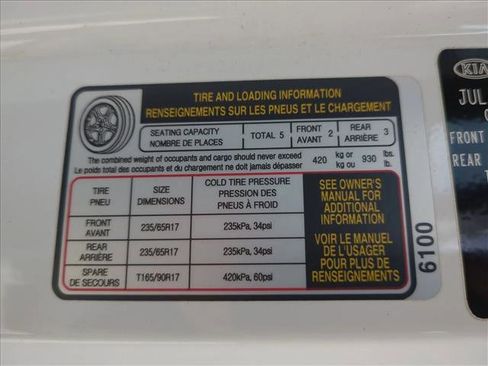 TIRE AND LOADING INFORMATION
RENSEIGNEMENTS SUR LES PNEUS ET LE CHARGEMENT
SEATING CAPACITY
NOMBRE DE PLACES
TOTAL 5
FRONT
AVANT 2
REAR
ARRIÈRE 3
The combined weight of occupants and cargo should never exceed
Le poids total des occupants et du chargement ne doit jamais dépasser
420 kg or
kg ou 930 lbs.
lb.
TIRE
PNEU
SIZE
DIMENSIONS
COLD TIRE PRESSURE
PRESSION DES
PNEUS À FROID
FRONT
AVANT
235/65R17
235kPa, 34psi
REAR
ARRIÈRE
235/65R17
235kPa, 34psi
SPARE
DE SECOURS
T165/90R17
420kPa, 60psi
SEE OWNER'S
MANUAL FOR
ADDITIONAL
INFORMATION
VOIR LE MANUEL
DE L'USAGER
POUR PLUS DE
RENSEIGNEMENTS
6100
KIA
JUL
FRONT
REAR